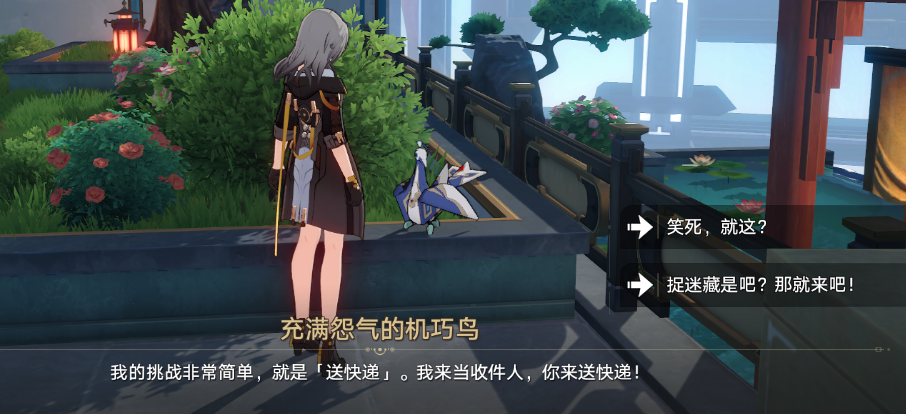 笑死，就这？
捉迷藏是吧？那就来吧！
充满怨气的机巧鸟
我的挑战非常简单，就是「送快递」。我来当收件人，你来送快递！